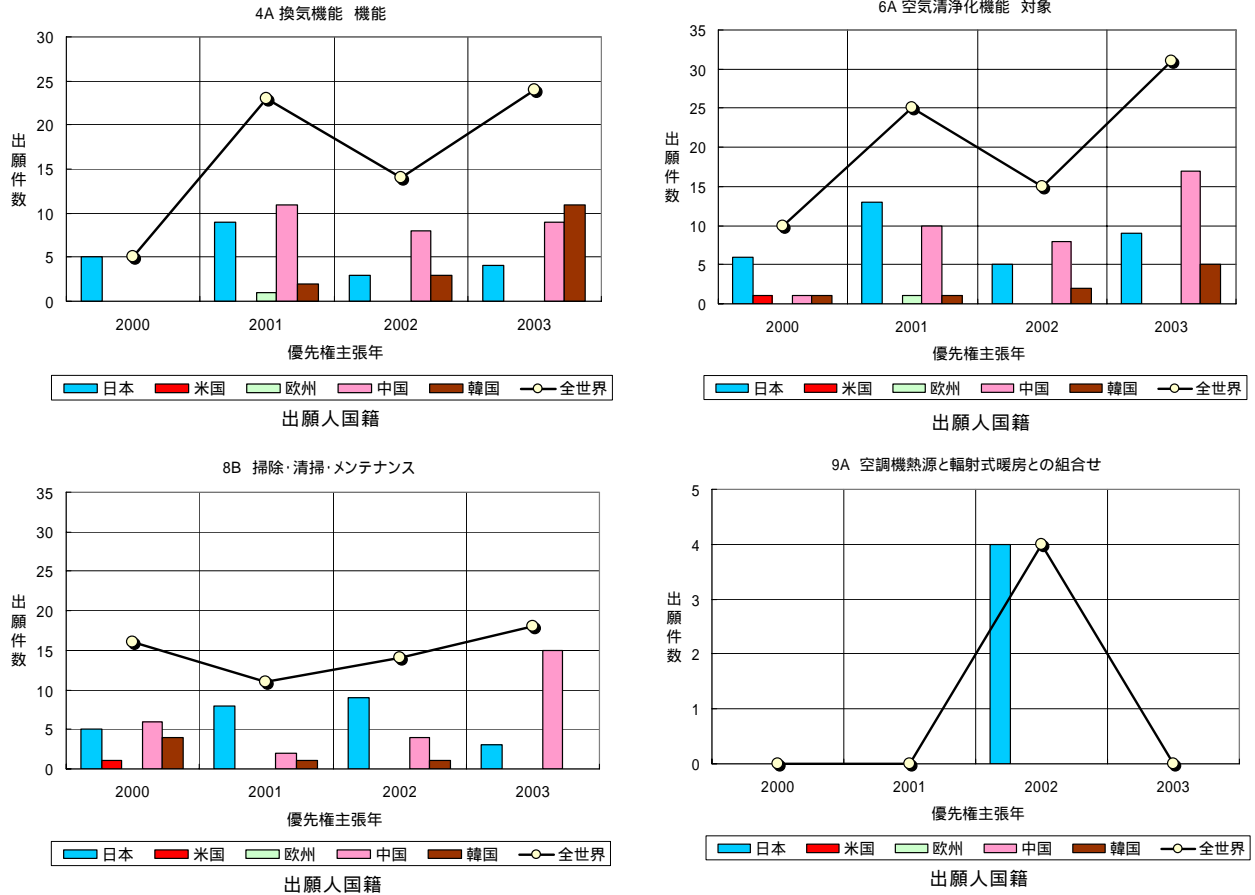 4A 換気機能 機能
30
25
20
15
10
5
0
出願件数
2000 2001 2002 2003
優先権主張年
日本 米国 欧州 中国 韓国 全世界
出願人国籍
6A 空気清浄化機能 対象
35
30
25
20
15
10
5
0
出願件数
2000 2001 2002 2003
優先権主張年
日本 米国 欧州 中国 韓国 全世界
出願人国籍
8B 掃除・清掃・メンテナンス
35
30
25
20
15
10
5
0
出願件数
2000 2001 2002 2003
優先権主張年
日本 米国 欧州 中国 韓国 全世界
出願人国籍
9A 空調機熱源と輻射式暖房との組合せ
5
4
3
2
1
0
出願件数
2000 2001 2002 2003
優先権主張年
日本 米国 欧州 中国 韓国 全世界
出願人国籍